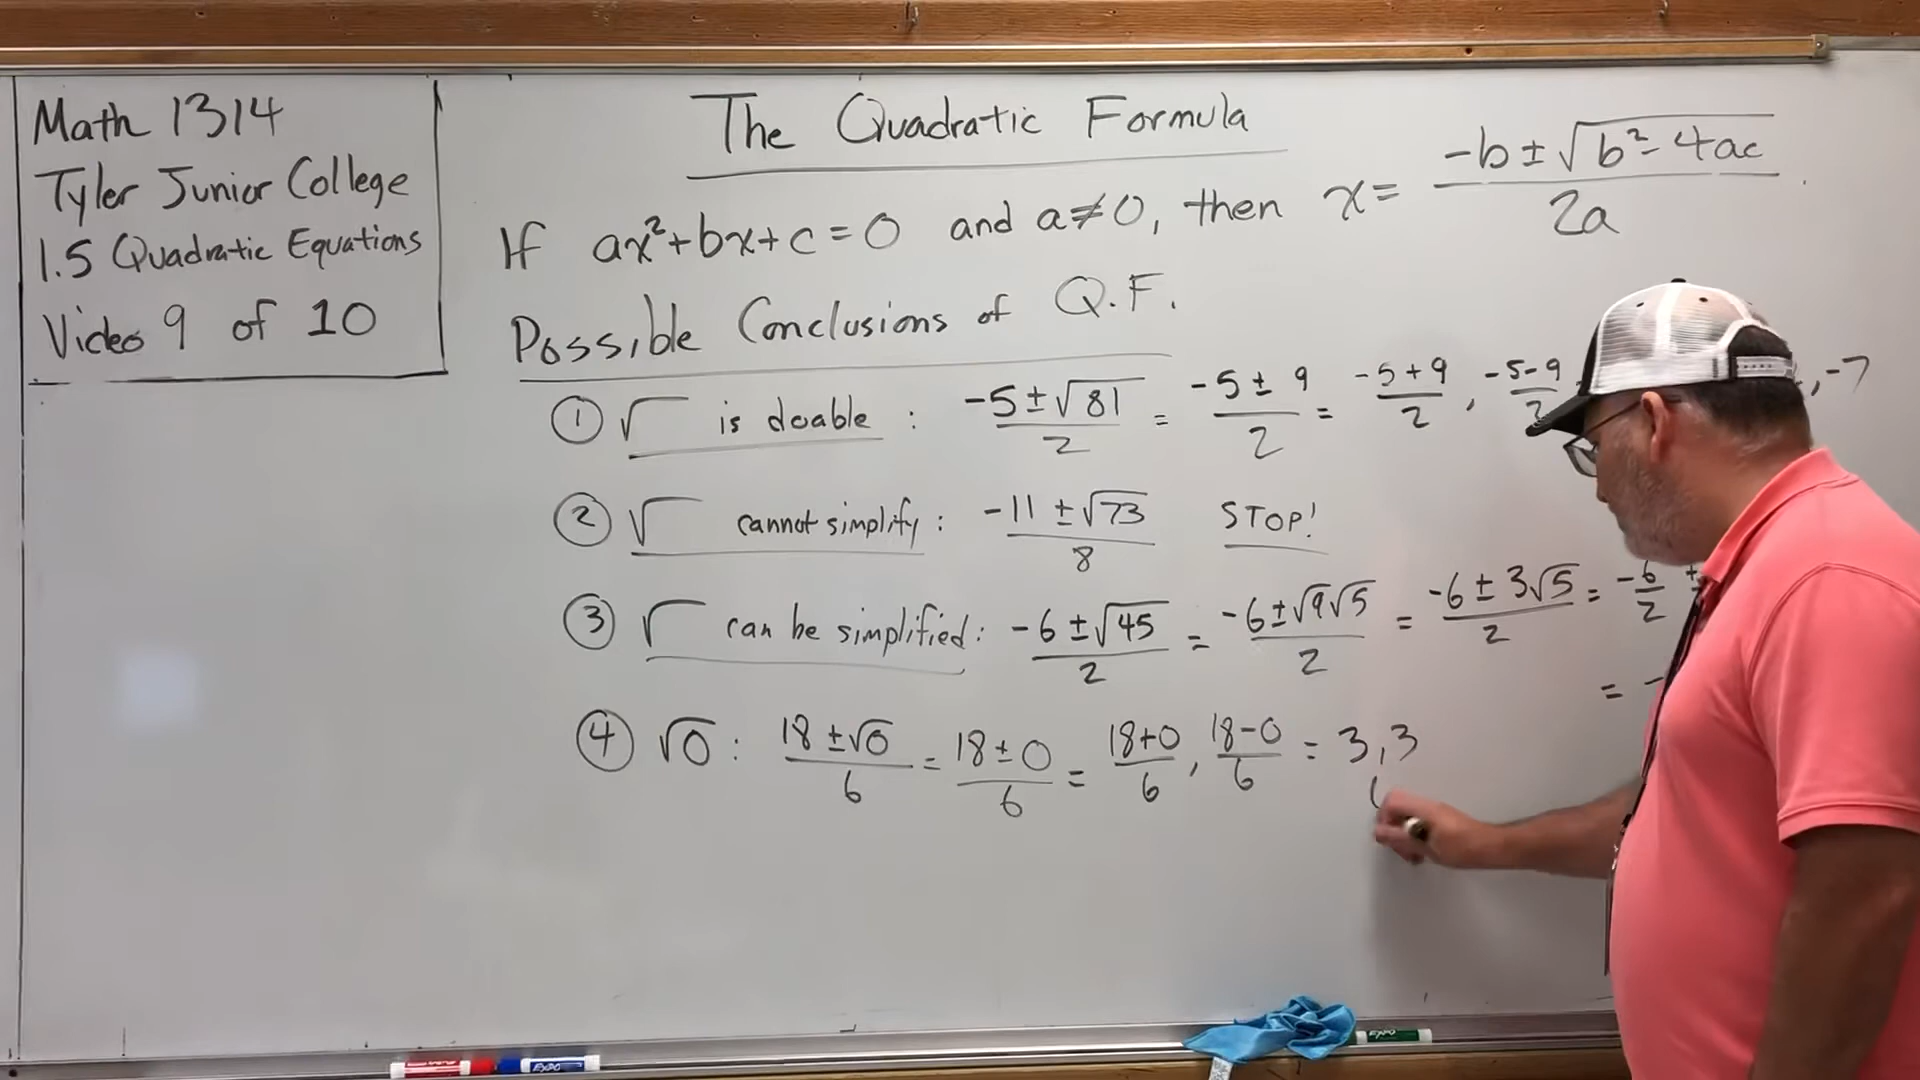 Math 1314
Tyler Junior College
1.5 Quadratic Equations
Video 9 of 10
The Quadratic Formula
If ax²+bx+c=0 and a≠0, then x= (-b±√(b²-4ac))/(2a).
Possible Conclusions of Q.F.
① √ is doable : (-5±√81)/2 = (-5±9)/2 = (-5+9)/2, (-5-9)/2 , -7
② √ cannot simplify: (-11±√73)/8 STOP!
③ √ can be simplified: (-6±√45)/2 = (-6±√9√5)/2 = (-6±3√5)/2 = -6/2 ±
= -
④ √0: (18±√0)/6 = (18±0)/6 = (18+0)/6, (18-0)/6 = 3,3
EXPO
EXPO